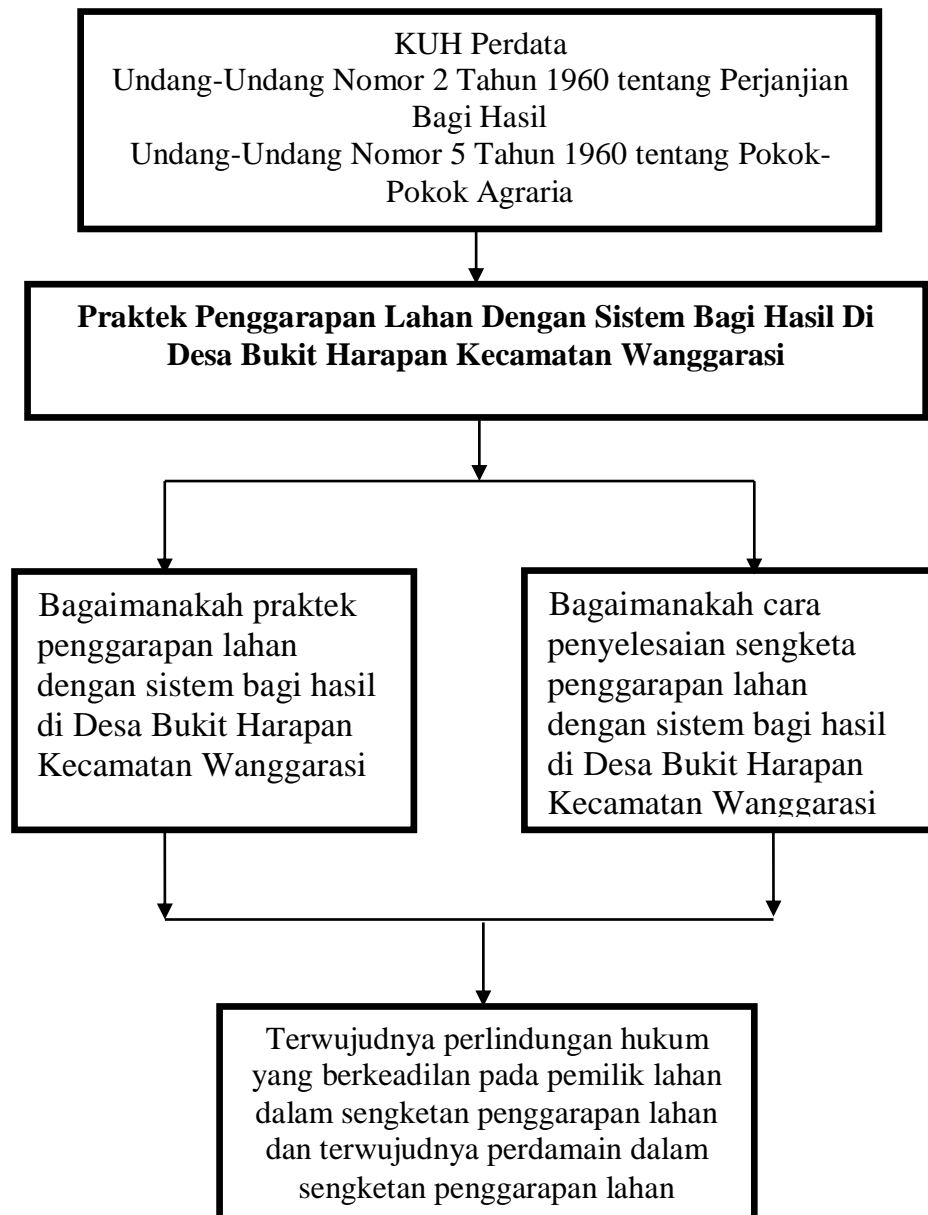 KUH Perdata
Undang-Undang Nomor 2 Tahun 1960 tentang Perjanjian
Bagi Hasil
Undang-Undang Nomor 5 Tahun 1960 tentang Pokok-
Pokok Agraria
Praktek Penggarapan Lahan Dengan Sistem Bagi Hasil Di
Desa Bukit Harapan Kecamatan Wanggarasi
Bagaimanakah praktek
penggarapan lahan
dengan sistem bagi hasil
di Desa Bukit Harapan
Kecamatan Wanggarasi
Bagaimanakah cara
penyelesaian sengketa
penggarapan lahan
dengan sistem bagi hasil
di Desa Bukit Harapan
Kecamatan Wanggarasi
Terwujudnya perlindungan hukum
yang berkeadilan pada pemilik lahan
dalam sengketan penggarapan lahan
dan terwujudnya perdamain dalam
sengketan penggarapan lahan